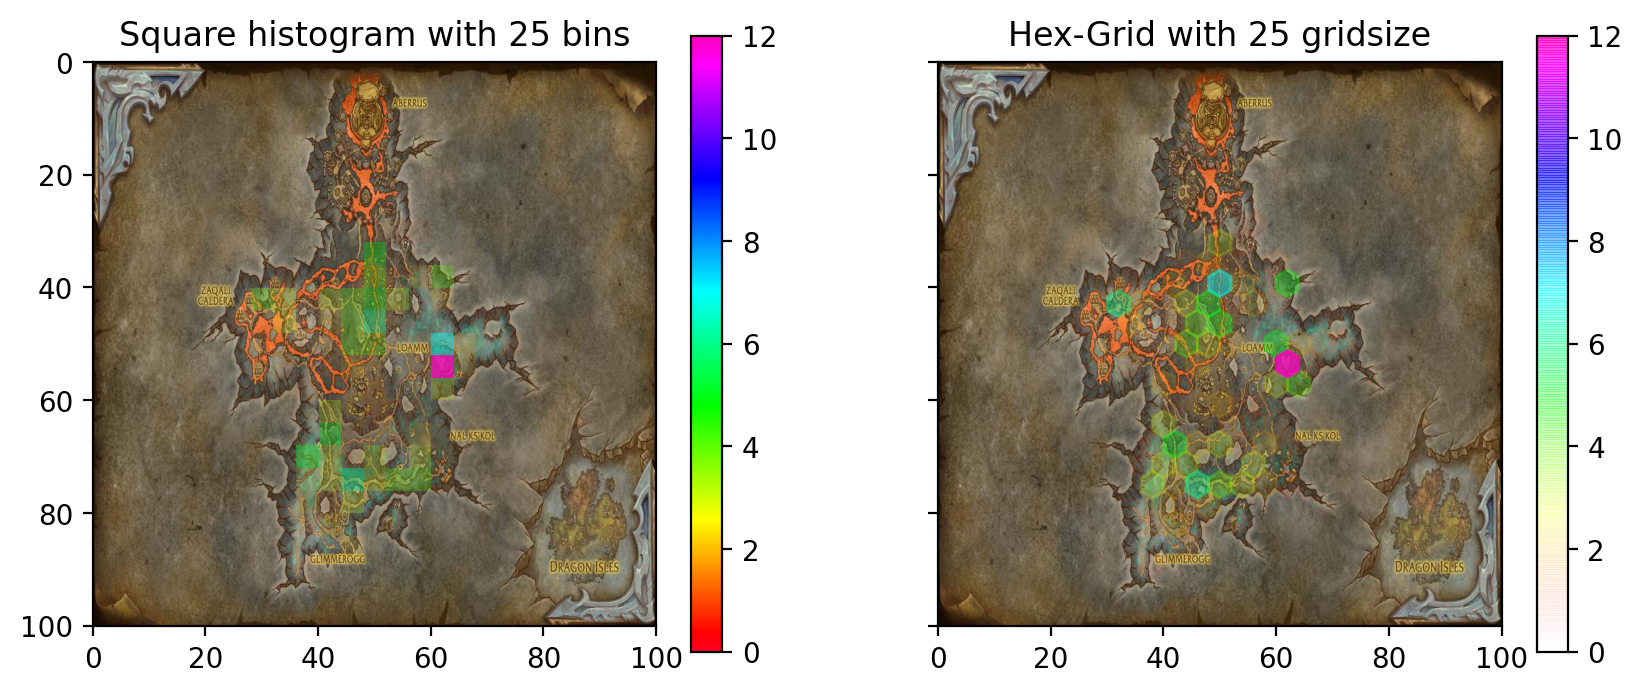 Square histogram with 25 bins
0
20
40
60
80
100
0 20 40 60 80 100
ABERRUS
ZAQALI
CALDERA
LOAMM
NAL KS'KOL
GLIMMEROGG
DRAGON ISLES
12
10
8
6
4
2
0
Hex-Grid with 25 gridsize
0 20 40 60 80 100
ABERRUS
ZAQALI
CALDERA
LOAMM
NAL KS'KOL
GLIMMEROGG
DRAGON ISLES
12
10
8
6
4
2
0